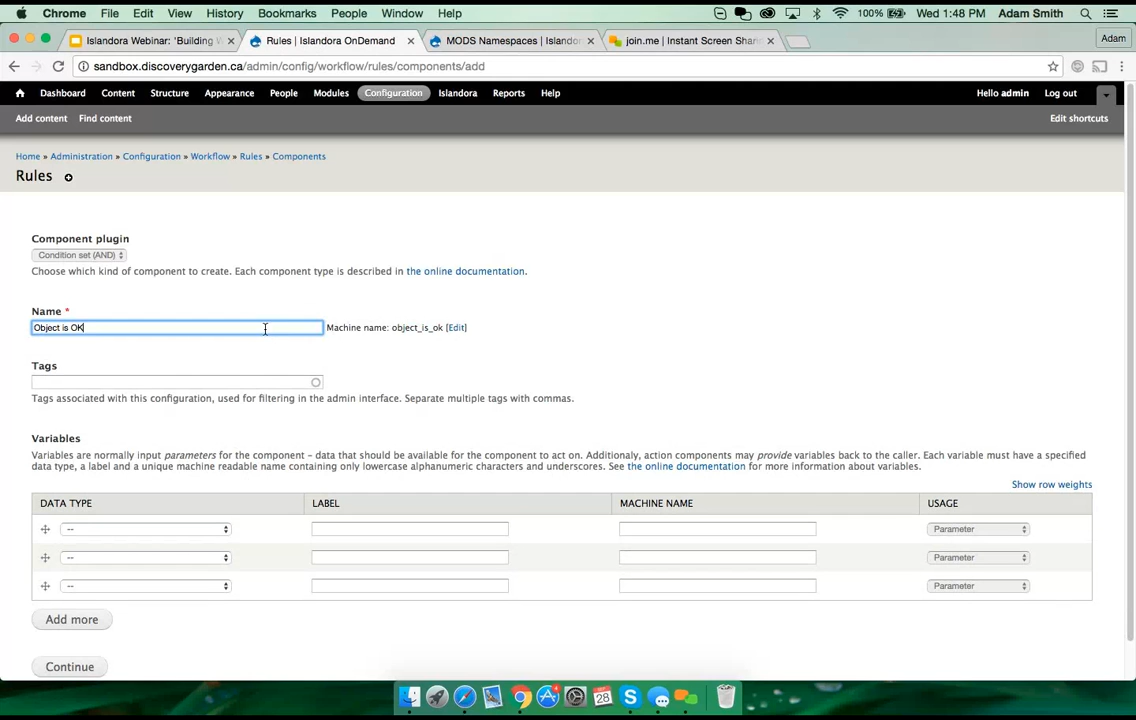 Chrome File Edit View History Bookmarks People Window Help 100% Wed 1:48 PM Adam Smith
Islandora Webinar: 'Building W Rules | Islandora OnDemand MODS Namespaces | Islando join.me | Instant Screen Shar Adam
sandbox.discoverygarden.ca/admin/config/workflow/rules/components/add
Dashboard Content Structure Appearance People Modules Configuration Islandora Reports Help Hello admin Log out
Add content Find content Edit shortcuts
Home » Administration » Configuration » Workflow » Rules » Components
Rules
Component plugin
Condition set (AND)
Choose which kind of component to create. Each component type is described in the online documentation.
Name *
Object is OK Machine name: object_is_ok [Edit]
Tags
Tags associated with this configuration, used for filtering in the admin interface. Separate multiple tags with commas.
Variables
Variables are normally input parameters for the component – data that should be available for the component to act on. Additionaly, action components may provide variables back to the caller. Each variable must have a specified
data type, a label and a unique machine readable name containing only lowercase alphanumeric characters and underscores. See the online documentation for more information about variables.
Show row weights
DATA TYPE LABEL MACHINE NAME USAGE
-- Parameter
-- Parameter
-- Parameter
Add more
Continue